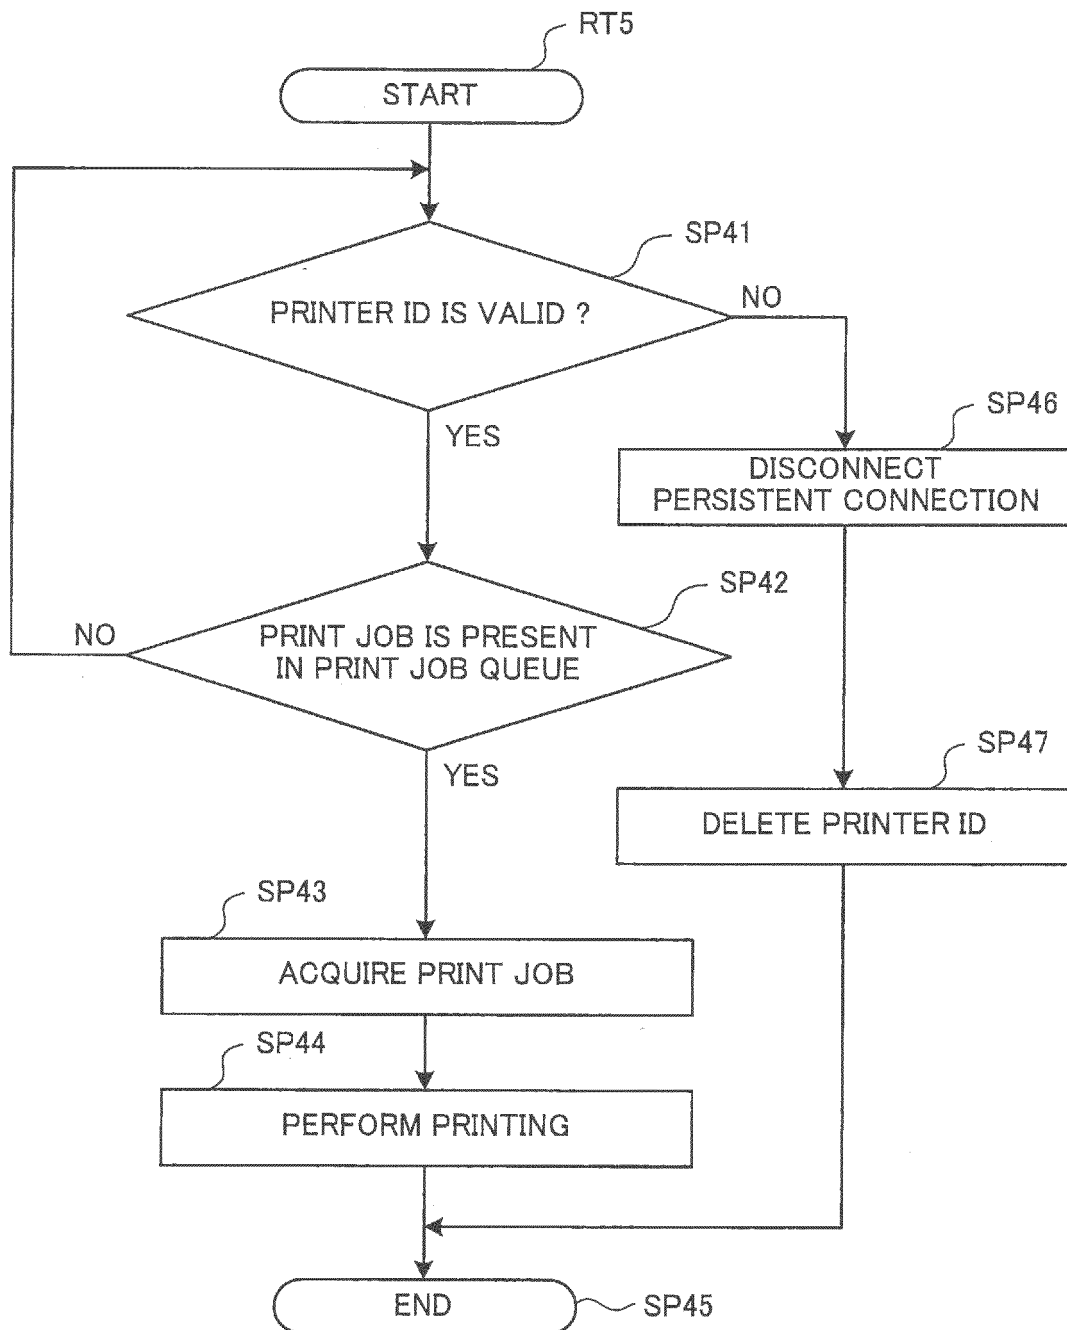 RT5
START
SP41
PRINTER ID IS VALID ?
NO
YES
SP46
DISCONNECT
PERSISTENT CONNECTION
SP42
PRINT JOB IS PRESENT
IN PRINT JOB QUEUE
NO
YES
SP47
DELETE PRINTER ID
SP43
ACQUIRE PRINT JOB
SP44
PERFORM PRINTING
END
SP45